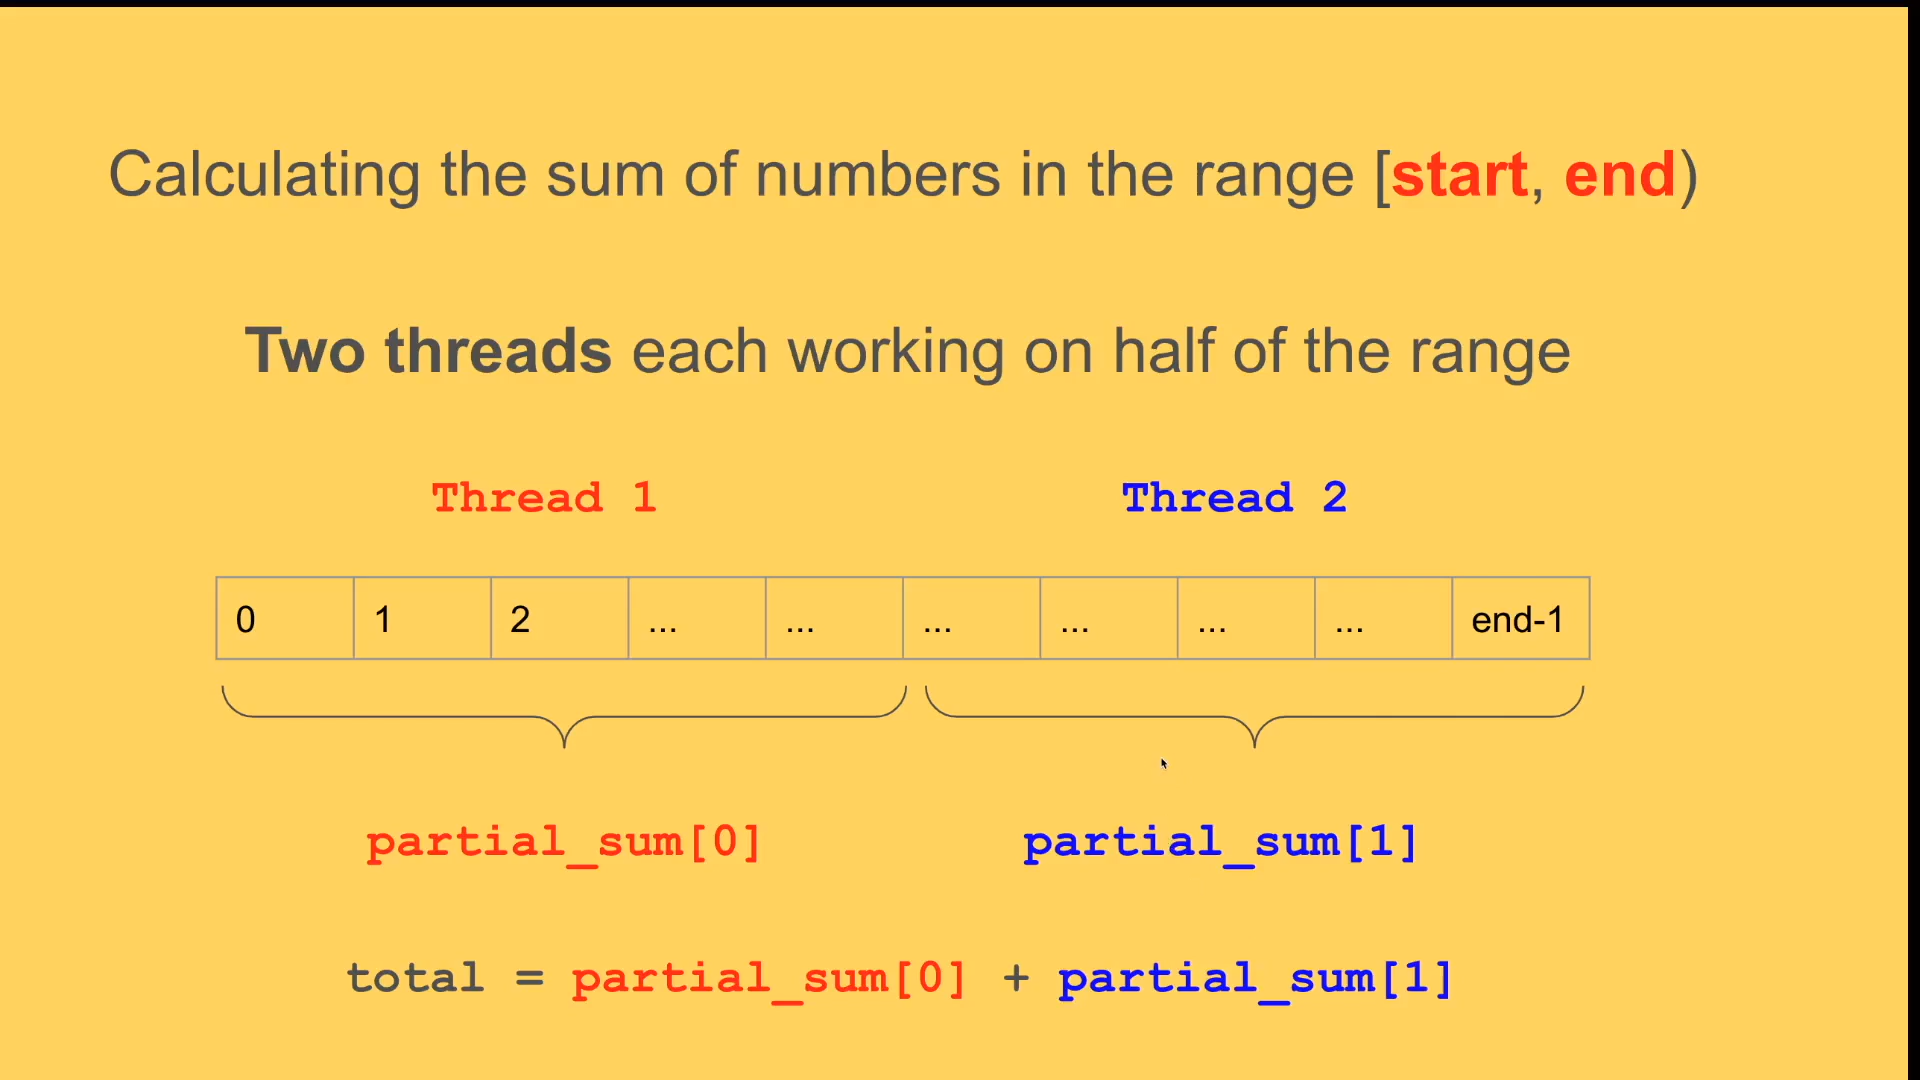 Calculating the sum of numbers in the range [start, end)
Two threads each working on half of the range
Thread 1 Thread 2
0 1 2 ... ... ... ... ... ... end-1
partial_sum[0] partial_sum[1]
total = partial_sum[0] + partial_sum[1]